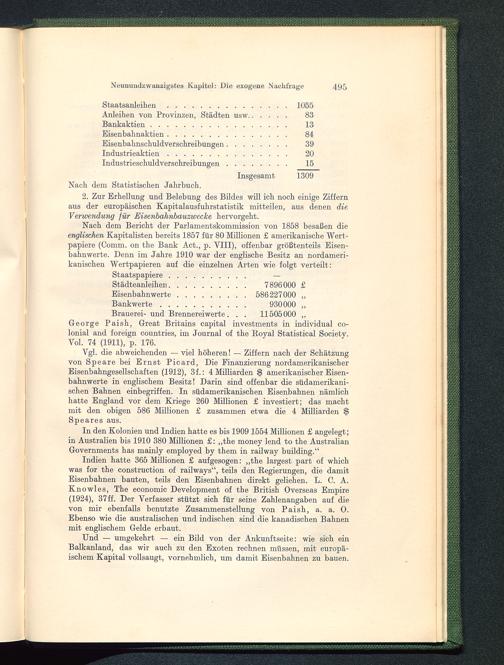 Neunundzwanzigstes Kapitel: Die exogene Nachfrage 495
Staatsanleihen . . . . . . . . . . . . . . . . 1055
Anleihen von Provinzen, Städten usw. . . . . . 83
Bankaktien . . . . . . . . . . . . . . . . . . 13
Eisenbahnaktien . . . . . . . . . . . . . . . . 84
Eisenbahnschuldverschreibungen . . . . . . . . 39
Industrieaktien . . . . . . . . . . . . . . . . 20
Industrieschuldverschreibungen . . . . . . . . 15
Insgesamt 1309
Nach dem Statistischen Jahrbuch.
2. Zur Erhellung und Belebung des Bildes will ich noch einige Ziffern
aus der europäischen Kapitalausfuhrstatistik mitteilen, aus denen die
Verwendung für Eisenbahnbauzwecke hervorgeht.
Nach dem Bericht der Parlamentskommission von 1858 besaßen die
englischen Kapitalisten bereits 1857 für 80 Millionen £ amerikanische Wert-
papiere (Comm. on the Bank Act., p. VIII), offenbar größtenteils Eisen-
bahnwerte. Denn im Jahre 1910 war der englische Besitz an nordameri-
kanischen Wertpapieren auf die einzelnen Arten wie folgt verteilt:
Staatspapiere . . . . . . . . . . —
Städteanleihen . . . . . . . . . . 7896000 £
Eisenbahnwerte . . . . . . . . . 586227000 „
Bankwerte . . . . . . . . . . . 930000 „
Brauerei- und Brennereiwerte . . . 11505000 „
George Paish, Great Britains capital investments in individual co-
lonial and foreign countries, im Journal of the Royal Statistical Society.
Vol. 74 (1911), p. 176.
Vgl. die abweichenden — viel höheren! — Ziffern nach der Schätzung
von Speare bei Ernst Picard, Die Finanzierung nordamerikanischer
Eisenbahngesellschaften (1912), 3f.: 4 Milliarden $ amerikanischer Eisen-
bahnwerte in englischem Besitz! Darin sind offenbar die südamerikani-
schen Bahnen einbegriffen. In südamerikanischen Eisenbahnen nämlich
hatte England vor dem Kriege 260 Millionen £ investiert; das macht
mit den obigen 586 Millionen £ zusammen etwa die 4 Milliarden $
Speares aus.
In den Kolonien und Indien hatte es bis 1909 1554 Millionen £ angelegt;
in Australien bis 1910 380 Millionen £: „the money lend to the Australian
Governments has mainly employed by them in railway building.“
Indien hatte 365 Millionen £ aufgesogen: „the largest part of which
was for the construction of railways“, teils den Regierungen, die damit
Eisenbahnen bauten, teils den Eisenbahnen direkt geliehen. L. C. A.
Knowles, The economic Development of the British Overseas Empire
(1924), 37ff. Der Verfasser stützt sich für seine Zahlenangaben auf die
von mir ebenfalls benutzte Zusammenstellung von Paish, a. a. O.
Ebenso wie die australischen und indischen sind die kanadischen Bahnen
mit englischem Gelde erbaut.
Und — umgekehrt — ein Bild von der Ankunftseite: wie sich ein
Balkanland, das wir auch zu den Exoten rechnen müssen, mit europä-
ischem Kapital vollsaugt, vornehmlich, um damit Eisenbahnen zu bauen.